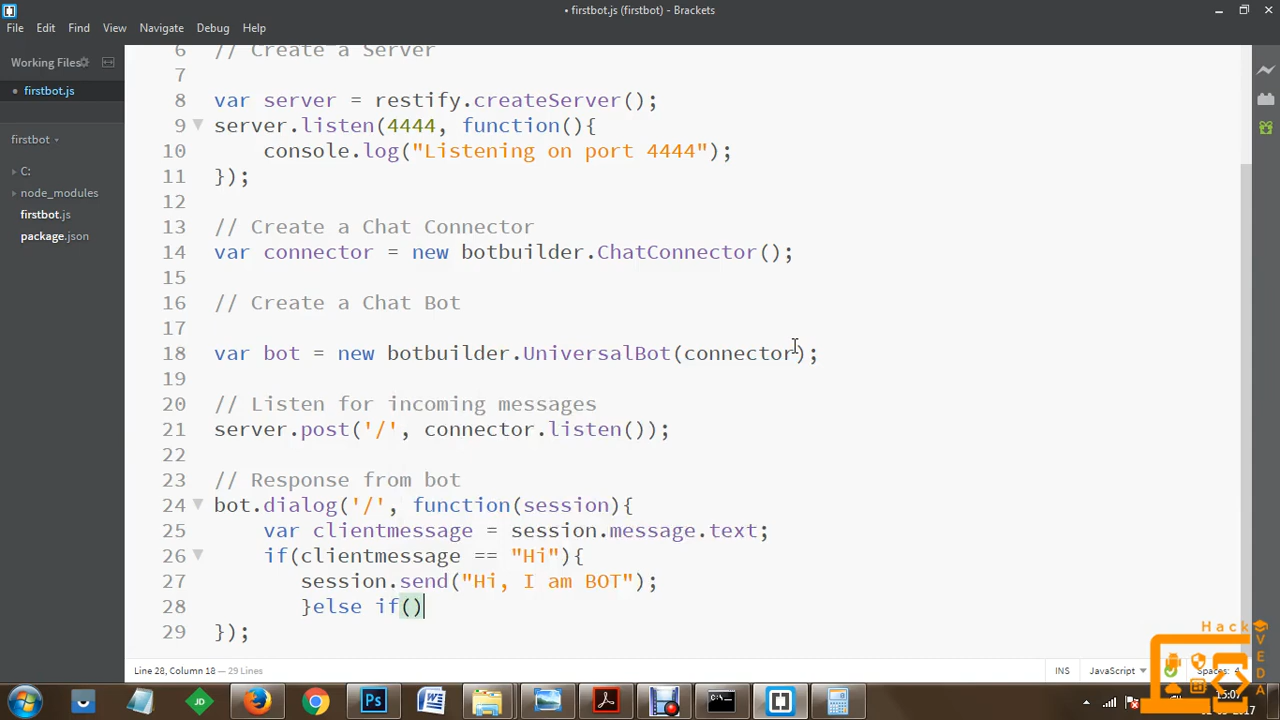 • firstbot.js (firstbot) - Brackets
File Edit Find View Navigate Debug Help
Working Files
• firstbot.js
firstbot
C:
node_modules
firstbot.js
package.json
6 // Create a Server
7
8 var server = restify.createServer();
9 server.listen(4444, function(){
10 console.log("Listening on port 4444");
11 });
12
13 // Create a Chat Connector
14 var connector = new botbuilder.ChatConnector();
15
16 // Create a Chat Bot
17
18 var bot = new botbuilder.UniversalBot(connector);
19
20 // Listen for incoming messages
21 server.post('/', connector.listen());
22
23 // Response from bot
24 bot.dialog('/', function(session){
25 var clientmessage = session.message.text;
26 if(clientmessage == "Hi"){
27 session.send("Hi, I am BOT");
28 }else if()
29 });
Line 28, Column 18 — 29 Lines
INS JavaScript Spaces: 4
Hack VEDA
JD
15:07